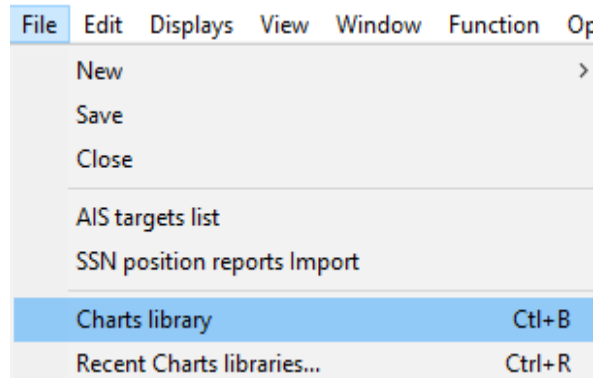 File Edit Displays View Window Function Op
New >
Save
Close
AIS targets list
SSN position reports Import
Charts library Ctl+B
Recent Charts libraries... Ctrl+R